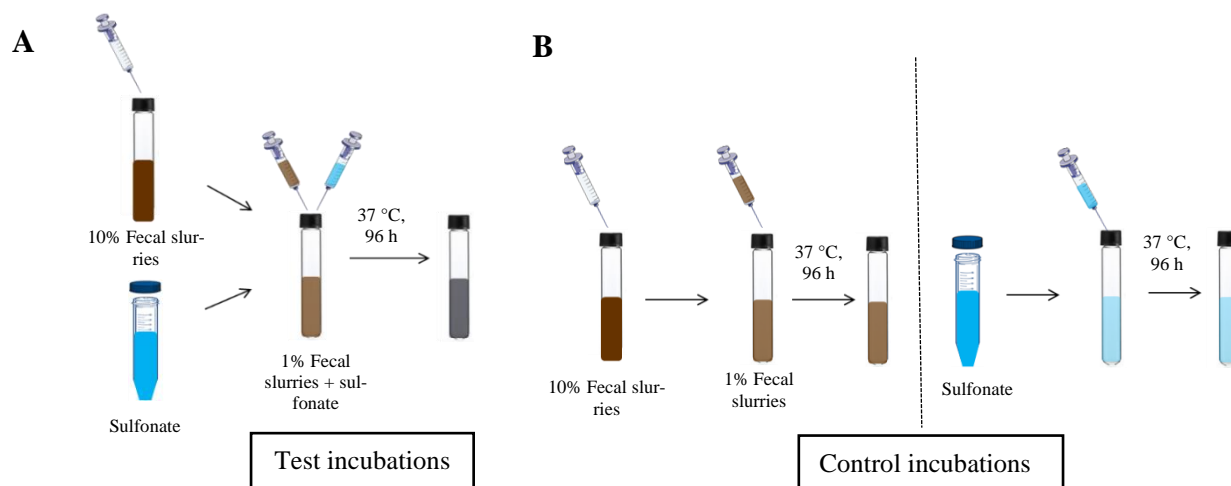 A
10% Fecal slur-
ries
Sulfonate
37 °C,
96 h
1% Fecal
slurries + sul-
fonate
Test incubations
B
10% Fecal slur-
ries
1% Fecal
slurries
37 °C,
96 h
Sulfonate
37 °C,
96 h
Control incubations